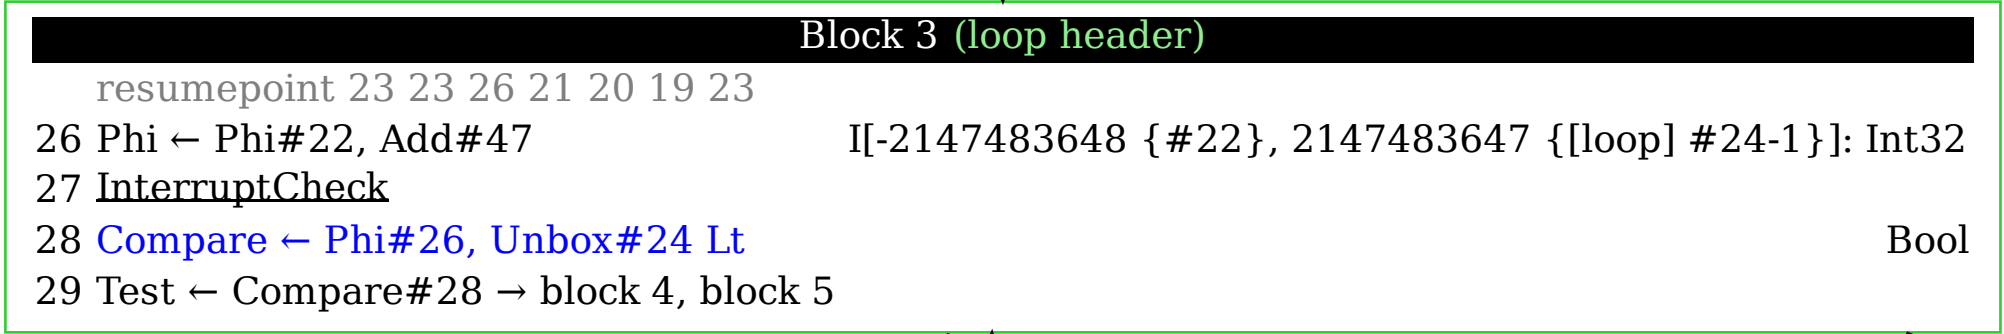 Block 3 (loop header)
resumepoint 23 23 26 21 20 19 23
26 Phi ← Phi#22, Add#47 I[-2147483648 {#22}, 2147483647 {[loop] #24-1}]: Int32
27 InterruptCheck
28 Compare ← Phi#26, Unbox#24 Lt Bool
29 Test ← Compare#28 → block 4, block 5